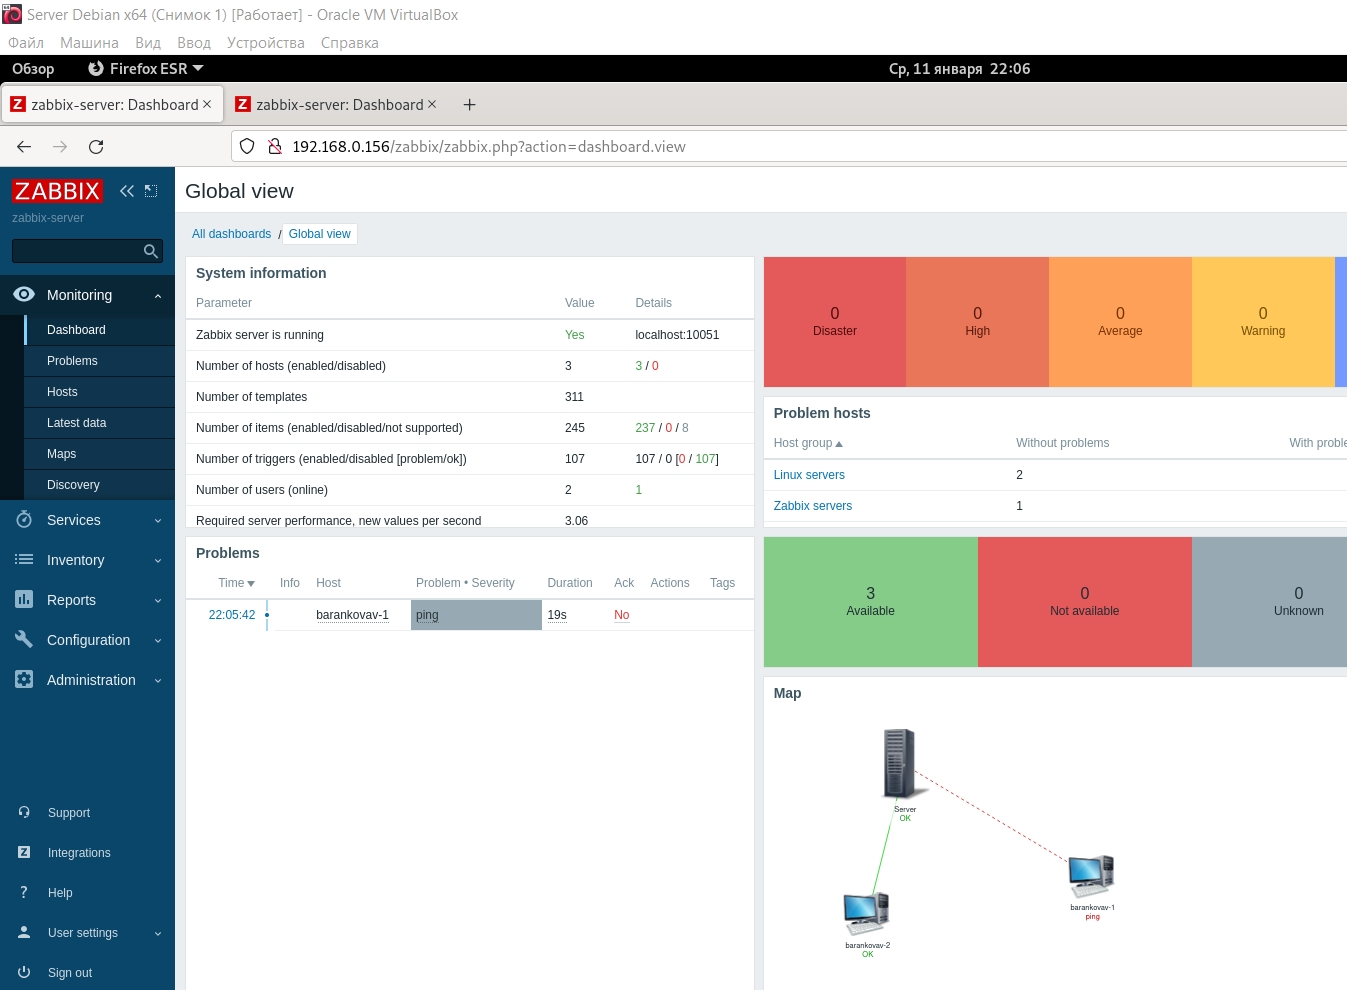 Server Debian x64 (Снимок 1) [Работает] - Oracle VM VirtualBox
Файл Машина Вид Ввод Устройства Справка
Обзор Firefox ESR Ср, 11 января 22:06
zabbix-server: Dashboard × zabbix-server: Dashboard × +
192.168.0.156/zabbix/zabbix.php?action=dashboard.view
ZABBIX
zabbix-server
Monitoring
Dashboard
Problems
Hosts
Latest data
Maps
Discovery
Services
Inventory
Reports
Configuration
Administration
Support
Integrations
Help
User settings
Sign out
Global view
All dashboards / Global view
System information
Parameter Value Details
Zabbix server is running Yes localhost:10051
Number of hosts (enabled/disabled) 3 3 / 0
Number of templates 311
Number of items (enabled/disabled/not supported) 245 237 / 0 / 8
Number of triggers (enabled/disabled [problem/ok]) 107 107 / 0 [0 / 107]
Number of users (online) 2 1
Required server performance, new values per second 3.06
Problems
Time Info Host Problem • Severity Duration Ack Actions Tags
22:05:42 barankovav-1 ping 19s No
0 0 0 0
Disaster High Average Warning
Problem hosts
Host group Without problems With proble
Linux servers 2
Zabbix servers 1
3 0 0
Available Not available Unknown
Map
Server
OK
barankovav-1
ping
barankovav-2
OK